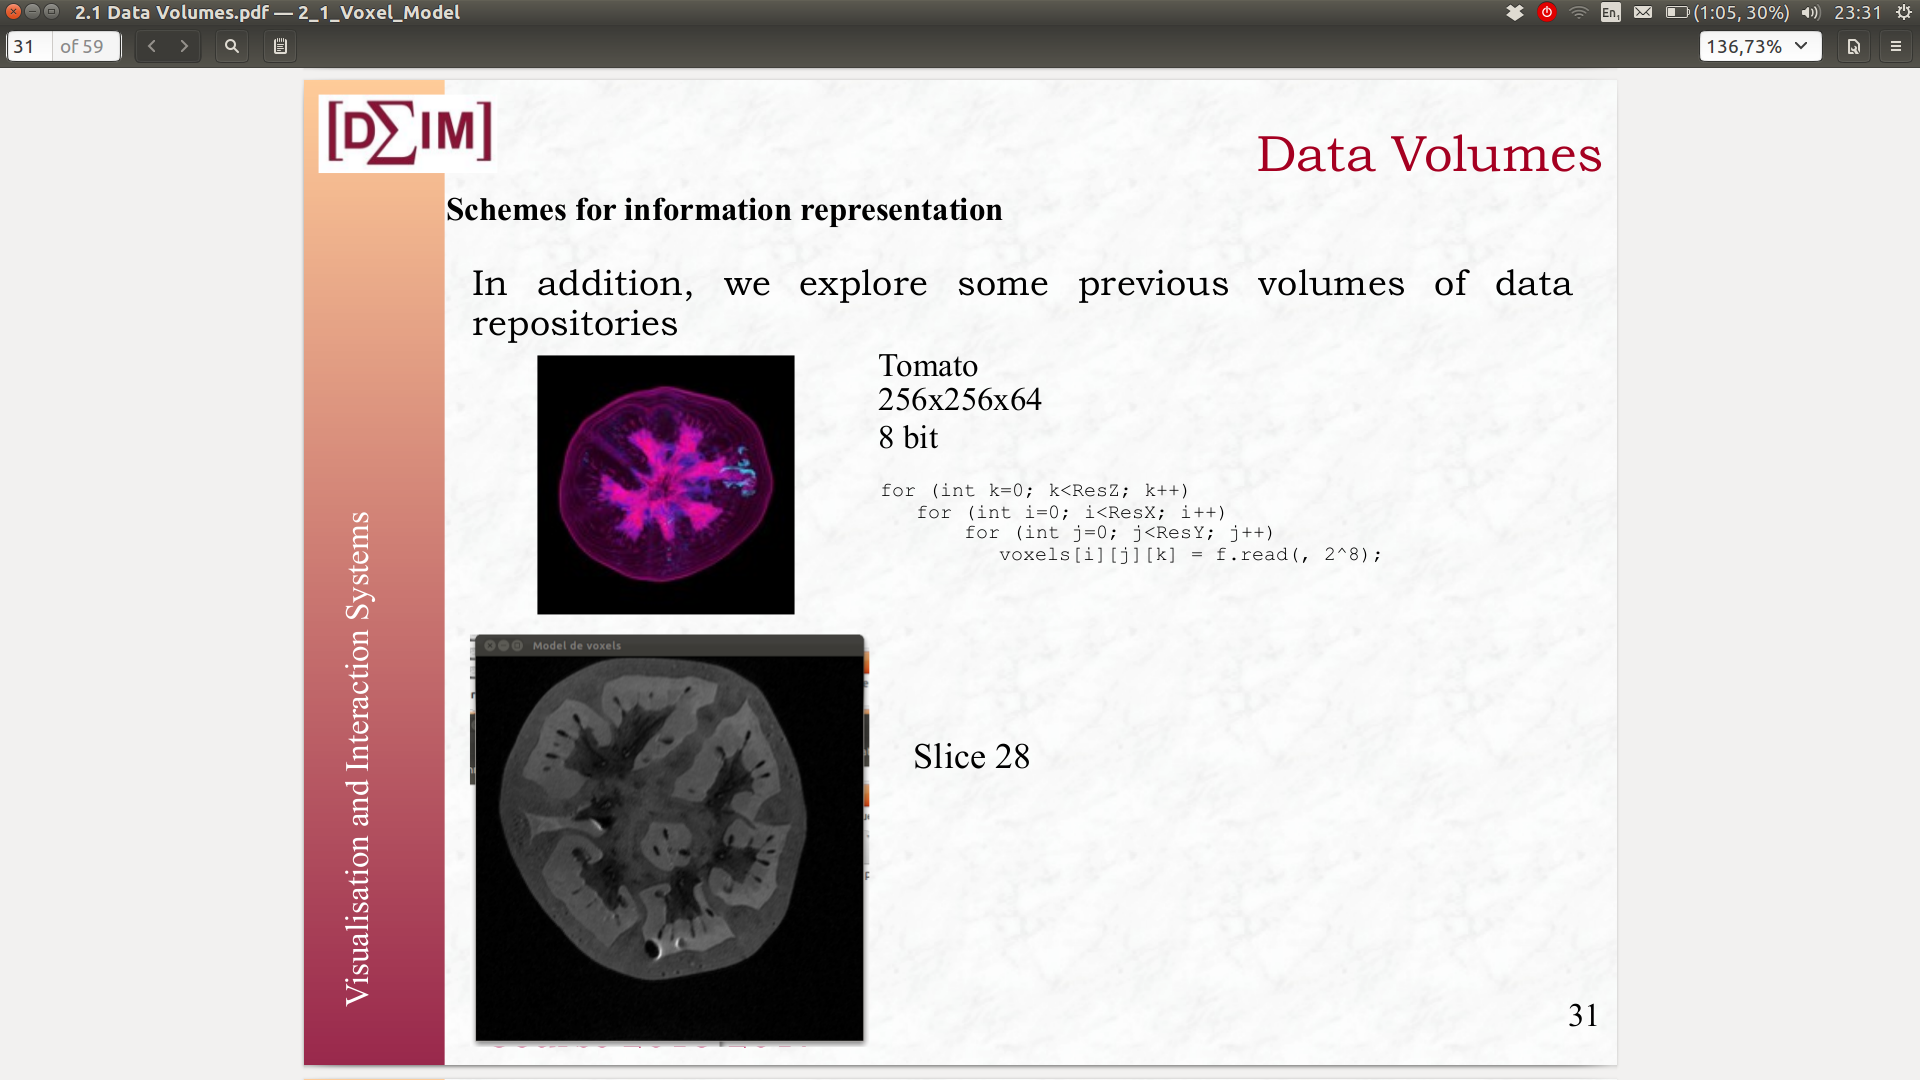 2.1 Data Volumes.pdf — 2_1_Voxel_Model
En1 (1:05, 30%) 23:31
31 of 59
136,73%
[DΣIM]
Data Volumes
Schemes for information representation
In addition, we explore some previous volumes of data
repositories
Tomato
256x256x64
8 bit
for (int k=0; k<ResZ; k++)
for (int i=0; i<ResX; i++)
for (int j=0; j<ResY; j++)
voxels[i][j][k] = f.read(, 2^8);
Model de voxels
Slice 28
Visualisation and Interaction Systems
31